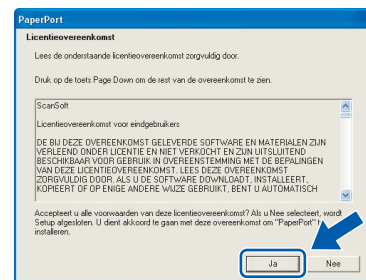 PaperPort
Licentieovereenkomst
Lees de onderstaande licentieovereenkomst zorgvuldig door.
Druk op de toets Page Down om de rest van de overeenkomst te zien.
ScanSoft
Licentieovereenkomst voor eindgebruikers
DE BIJ DEZE OVEREENKOMST GELEVERDE SOFTWARE EN MATERIALEN ZIJN
VERLEEND ONDER LICENTIE EN NIET VERKOCHT EN ZIJN UITSLUITEND
BESCHIKBAAR VOOR GEBRUIK IN OVEREENSTEMMING MET DE BEPALINGEN
VAN DEZE LICENTIEOVEREENKOMST. LEES DEZE OVEREENKOMST
ZORGVULDIG DOOR. ALS U DE SOFTWARE DOWNLOADT, INSTALLEERT,
KOPIEERT OF OP ENIGE ANDERE WIJZE GEBRUIKT, BENT U AUTOMATISCH
Accepteert u alle voorwaarden van deze licentieovereenkomst? Als u Nee selecteert, wordt
Setup afgesloten. U dient akkoord te gaan met deze overeenkomst om "PaperPort" t
installeren.
Ja
Nee